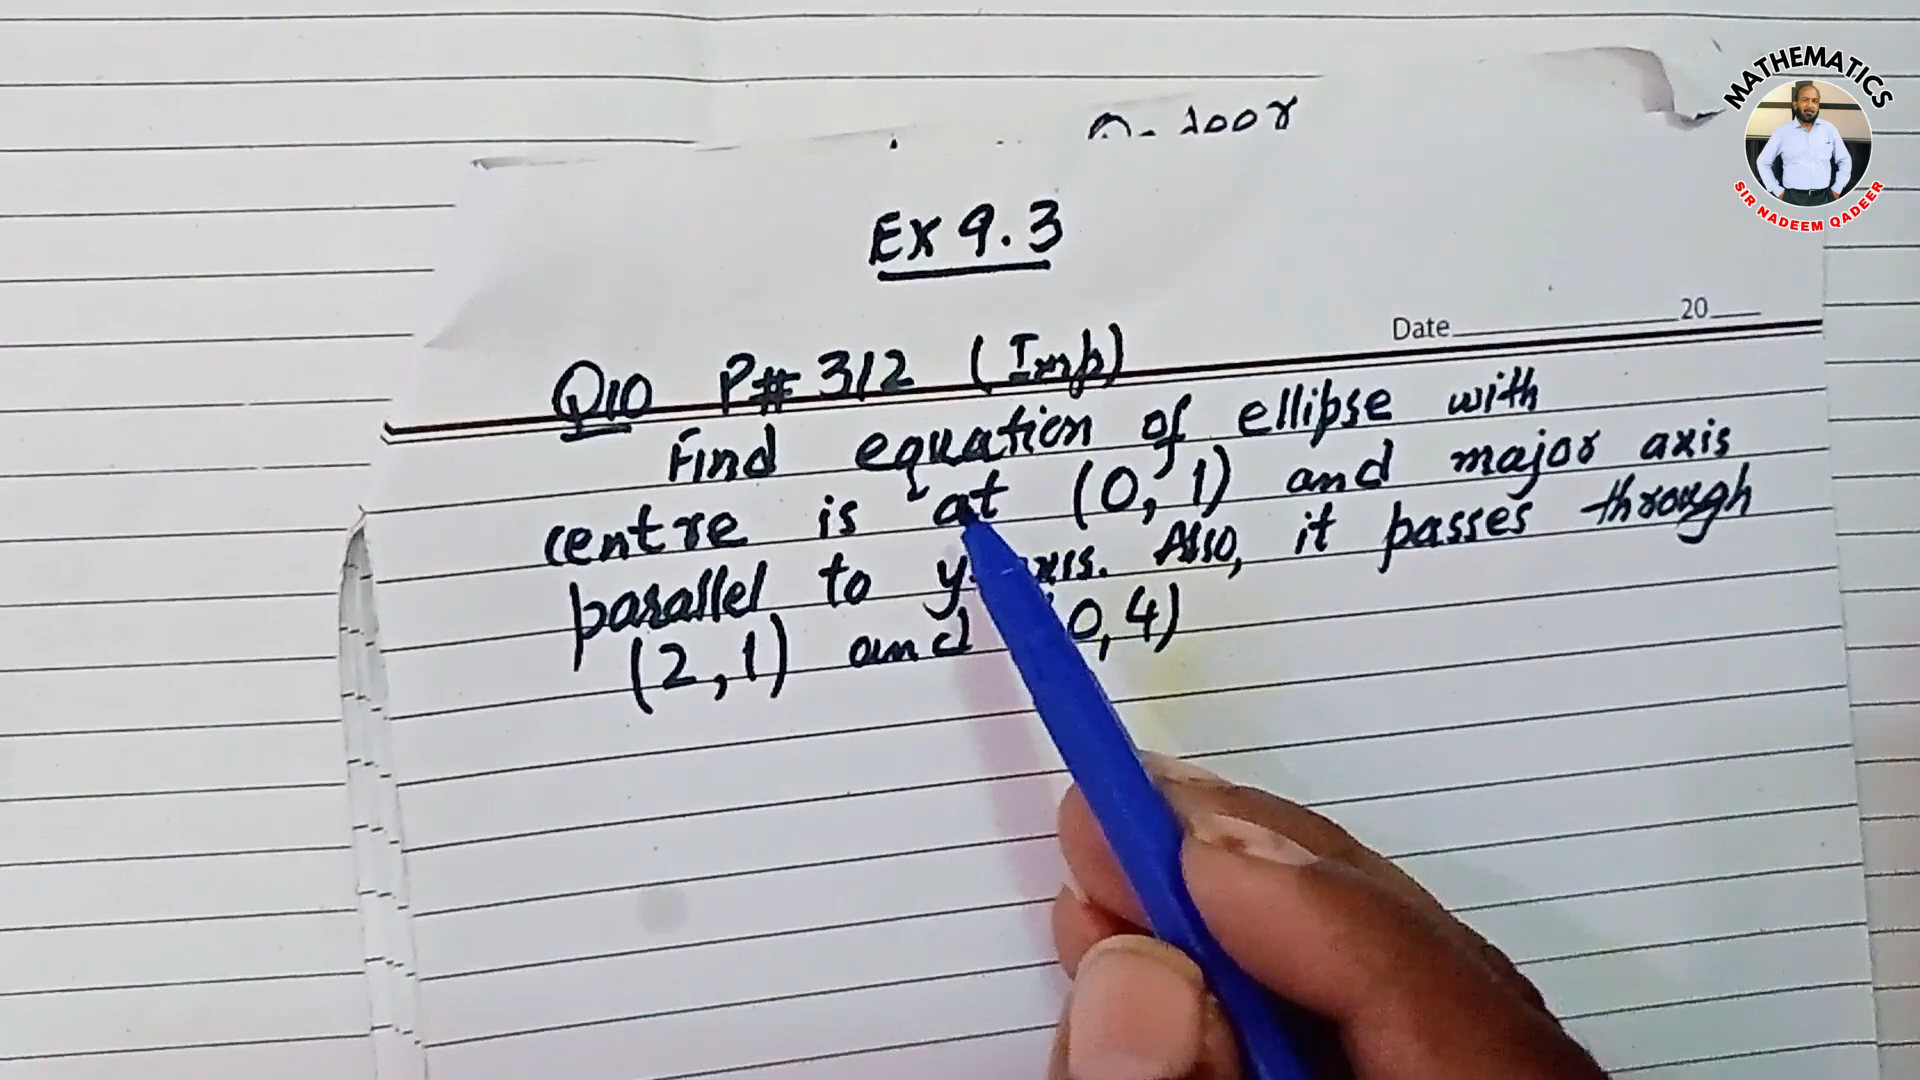 MATHEMATICS
SIR NADEEM QADEER
Ex 9.3
Date 20
Q10 P# 312 (Imp)
Find equation of ellipse with
centre is at (0,1) and major axis
parallel to y- axis. Also, it passes through
(2,1) and (0,4)